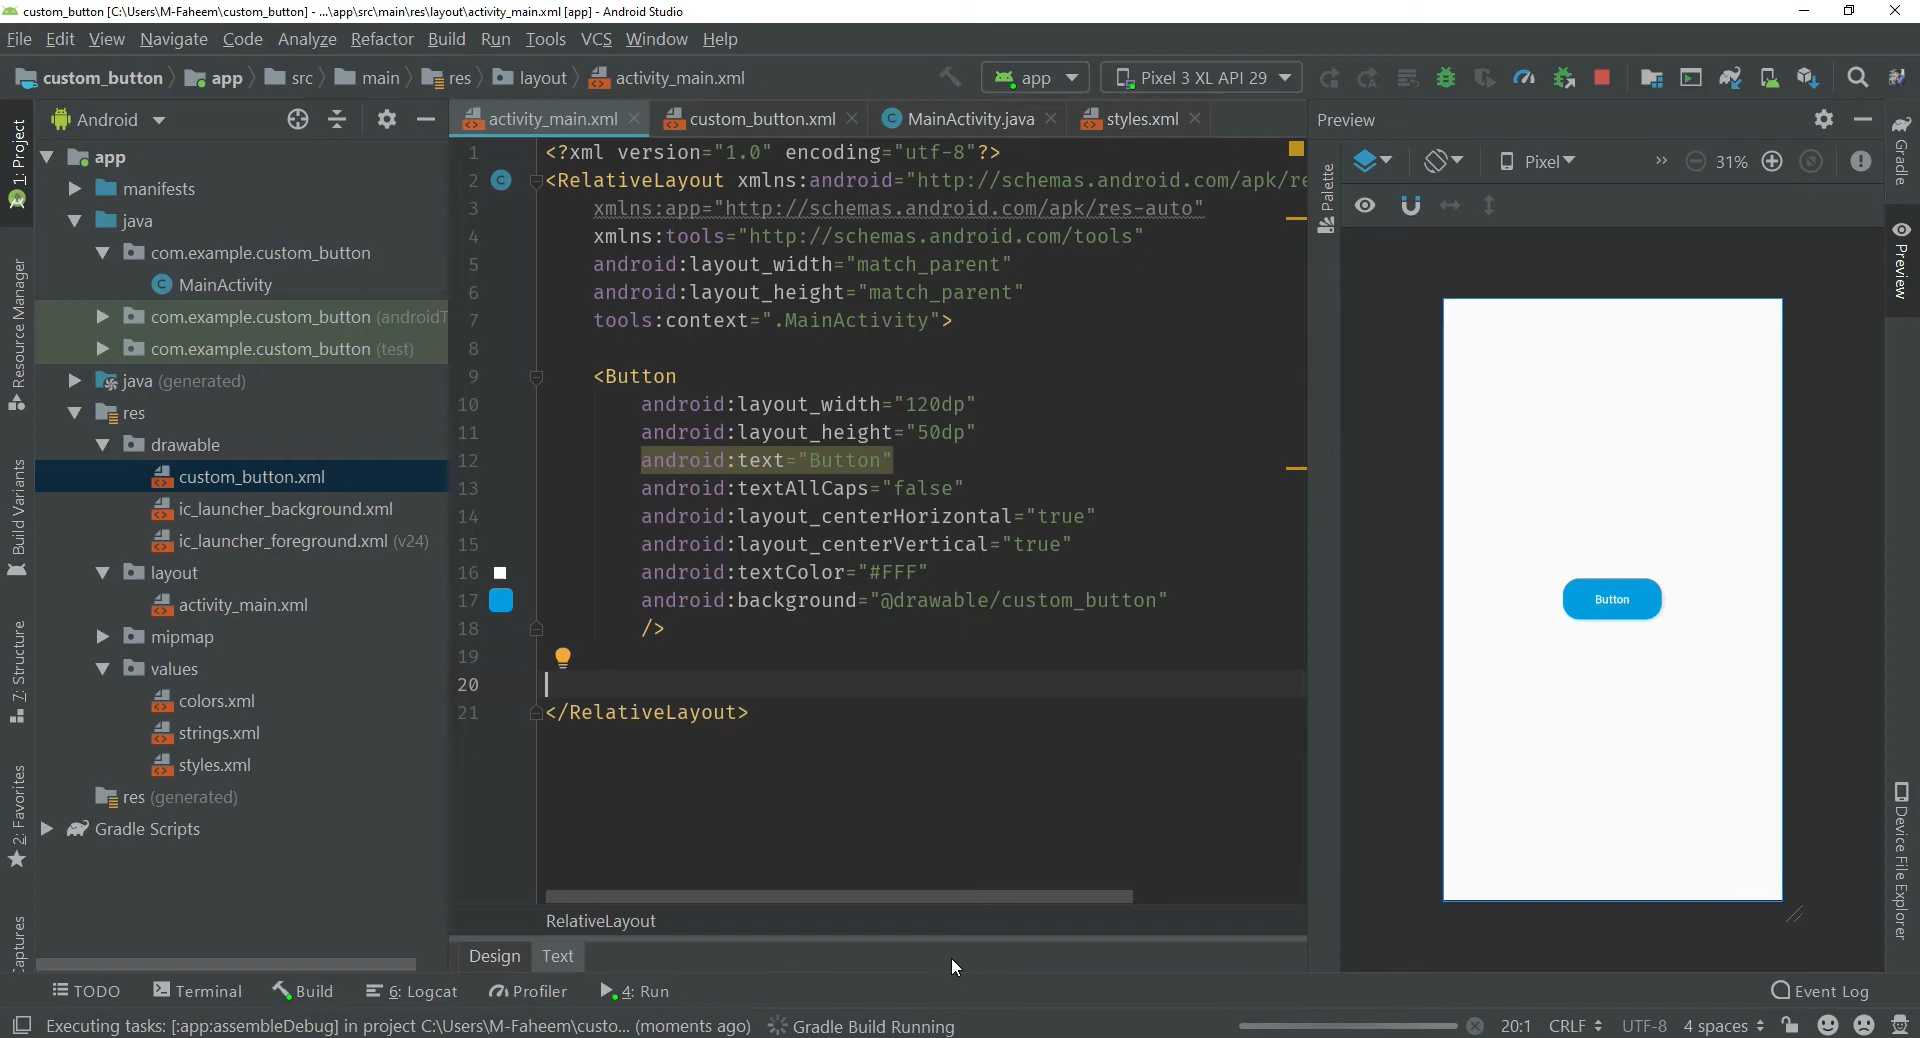 custom_button [C:\Users\M-Faheem\custom_button] - ...\app\src\main\res\layout\activity_main.xml [app] - Android Studio
File Edit View Navigate Code Analyze Refactor Build Run Tools VCS Window Help
custom_button app src main res layout activity_main.xml app Pixel 3 XL API 29
1: Project
Resource Manager
Build Variants
7: Structure
2: Favorites
Android
app
manifests
java
com.example.custom_button
MainActivity
com.example.custom_button (androidT
com.example.custom_button (test)
java (generated)
res
drawable
custom_button.xml
ic_launcher_background.xml
ic_launcher_foreground.xml (v24)
layout
activity_main.xml
mipmap
values
colors.xml
strings.xml
styles.xml
res (generated)
Gradle Scripts
activity_main.xml custom_button.xml MainActivity.java styles.xml
1 <?xml version="1.0" encoding="utf-8"?>
2 <RelativeLayout xmlns:android="http://schemas.android.com/apk/re
3 xmlns:app="http://schemas.android.com/apk/res-auto"
4 xmlns:tools="http://schemas.android.com/tools"
5 android:layout_width="match_parent"
6 android:layout_height="match_parent"
7 tools:context=".MainActivity">
8
9 <Button
10 android:layout_width="120dp"
11 android:layout_height="50dp"
12 android:text="Button"
13 android:textAllCaps="false"
14 android:layout_centerHorizontal="true"
15 android:layout_centerVertical="true"
16 android:textColor="#FFF"
17 android:background="@drawable/custom_button"
18 />
19
20
21 </RelativeLayout>
RelativeLayout
Design Text
Palette
Preview
Pixel 31%
Button
Gradle
Preview
Device File Explorer
aptures
TODO Terminal Build 6: Logcat Profiler 4: Run Event Log
Executing tasks: [:app:assembleDebug] in project C:\Users\M-Faheem\custo... (moments ago) Gradle Build Running 20:1 CRLF UTF-8 4 spaces